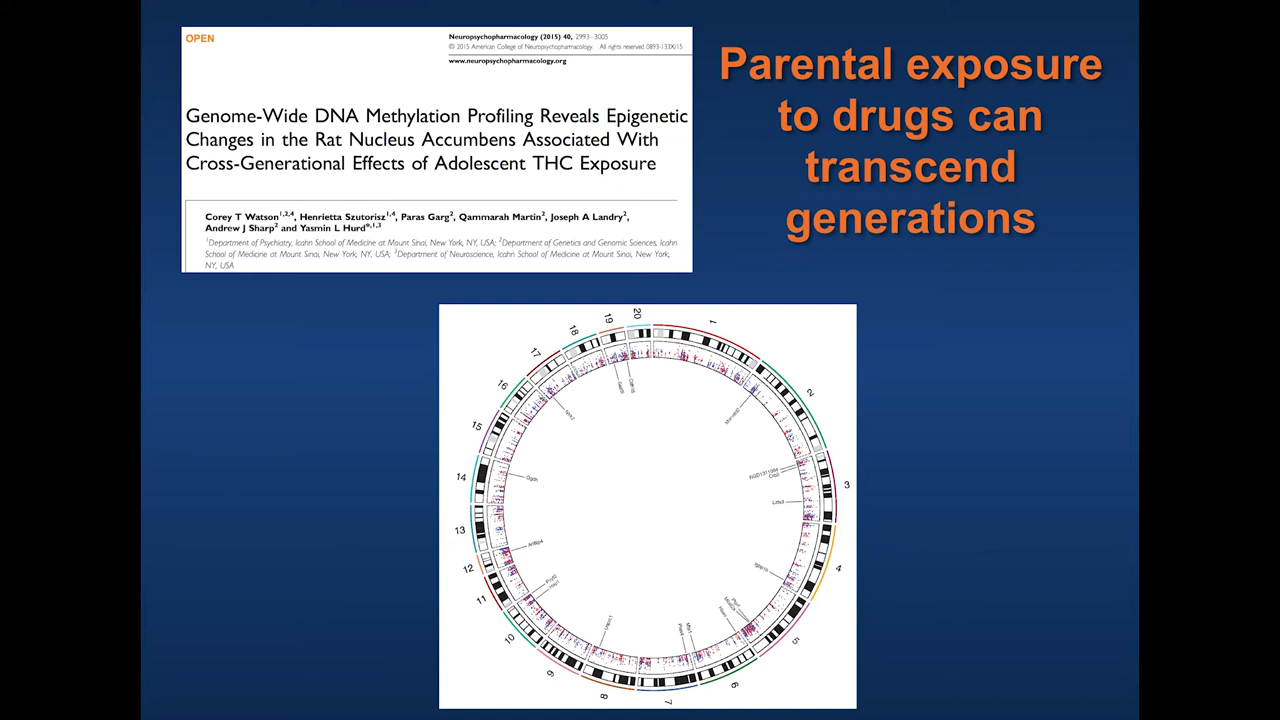 OPEN
Neuropsychopharmacology (2015) 40, 2993–3005
© 2015 American College of Neuropsychopharmacology. All rights reserved 0893-133X/15
www.neuropsychopharmacology.org
Genome-Wide DNA Methylation Profiling Reveals Epigenetic
Changes in the Rat Nucleus Accumbens Associated With
Cross-Generational Effects of Adolescent THC Exposure
Corey T Watson1,2,4, Henrietta Szutorisz1,4, Paras Garg2, Qammarah Martin2, Joseph A Landry2,
Andrew J Sharp2 and Yasmin L Hurd*,1,3
1Department of Psychiatry, Icahn School of Medicine at Mount Sinai, New York, NY, USA; 2Department of Genetics and Genomic Sciences, Icahn
School of Medicine at Mount Sinai, New York, NY, USA; 3Department of Neuroscience, Icahn School of Medicine at Mount Sinai, New York,
NY, USA
Parental exposure
to drugs can
transcend
generations
1
2
3
4
5
6
7
8
9
10
11
12
13
14
15
16
17
18
19
20
Ogdh